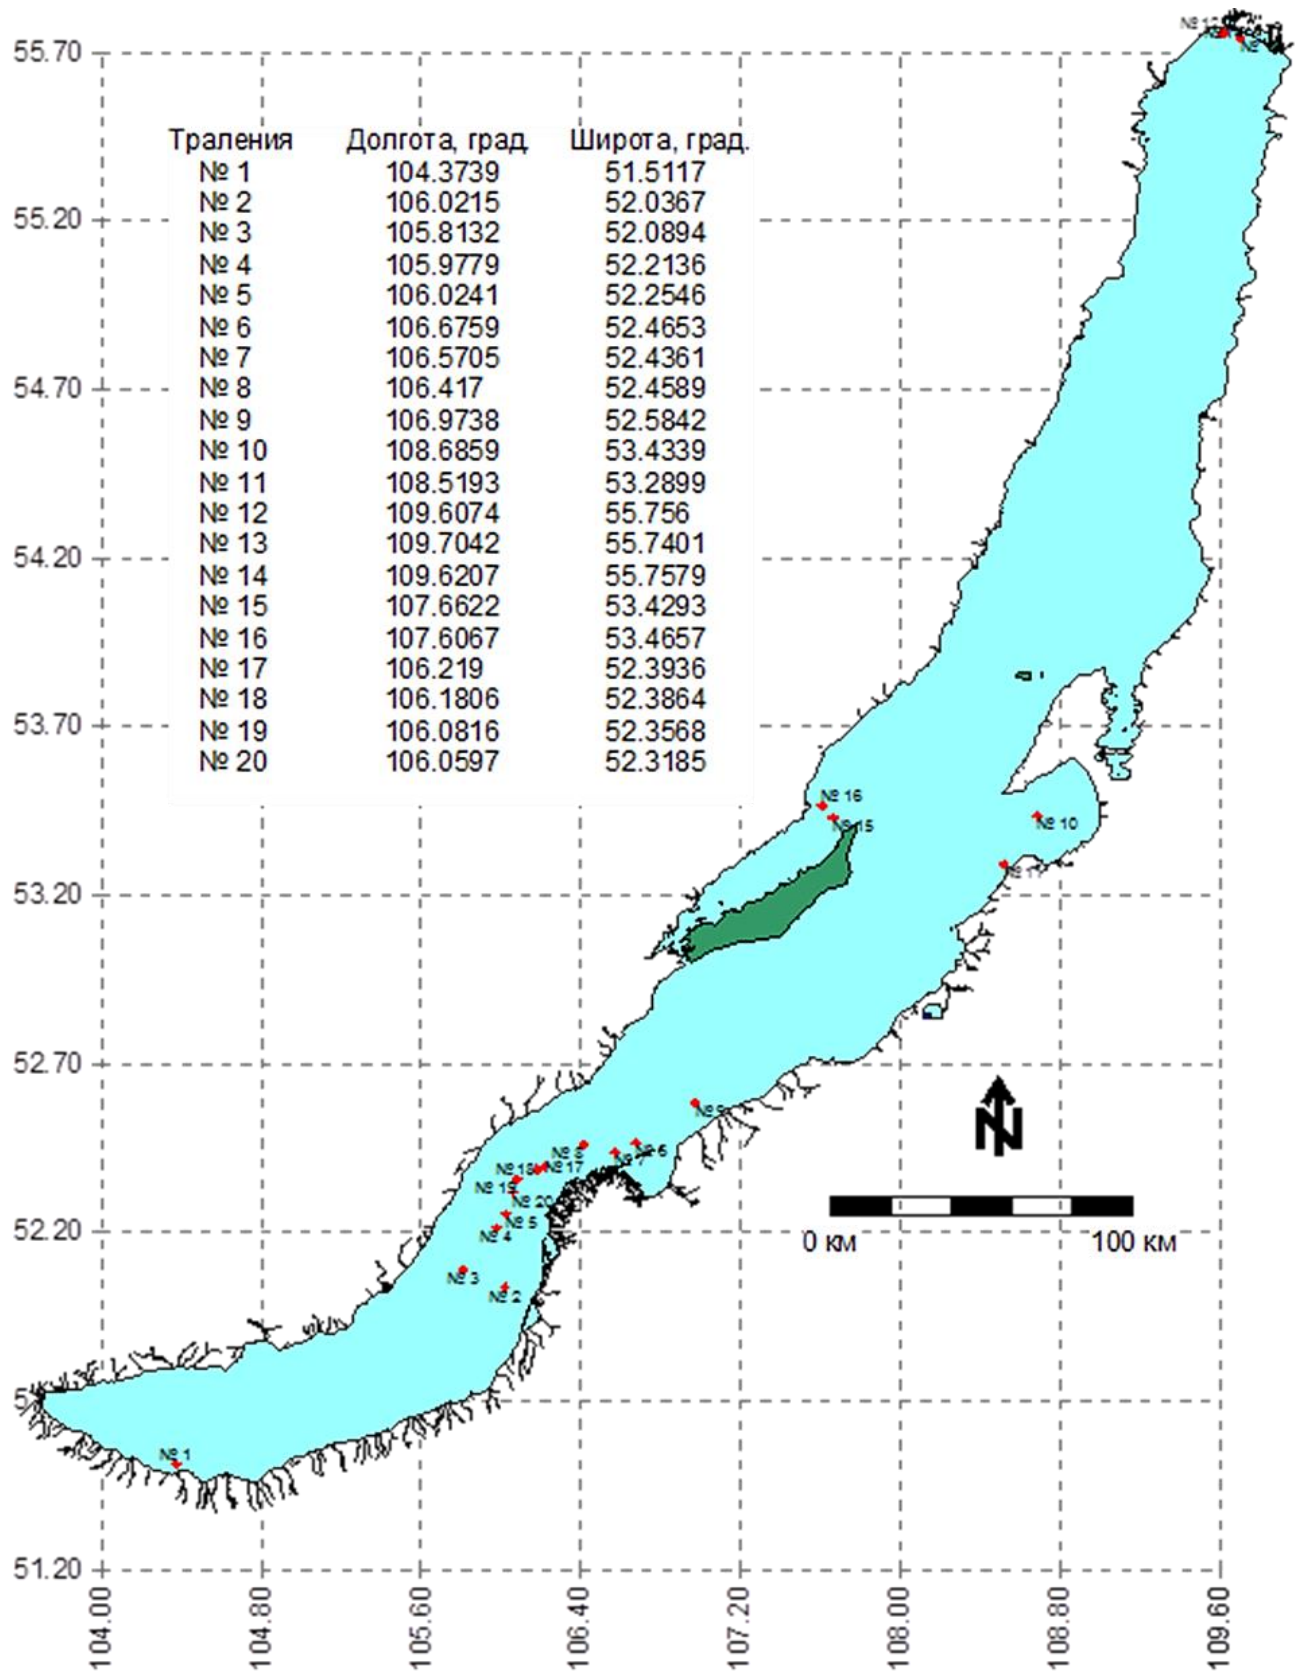 Траления Долгота, град. Широта, град.
№ 1 104.3739 51.5117
№ 2 106.0215 52.0367
№ 3 105.8132 52.0894
№ 4 105.9779 52.2136
№ 5 106.0241 52.2546
№ 6 106.6759 52.4653
№ 7 106.5705 52.4361
№ 8 106.417 52.4589
№ 9 106.9738 52.5842
№ 10 108.6859 53.4339
№ 11 108.5193 53.2899
№ 12 109.6074 55.756
№ 13 109.7042 55.7401
№ 14 109.6207 55.7579
№ 15 107.6622 53.4293
№ 16 107.6067 53.4657
№ 17 106.219 52.3936
№ 18 106.1806 52.3864
№ 19 106.0816 52.3568
№ 20 106.0597 52.3185
55.70
55.20
54.70
54.20
53.70
53.20
52.70
52.20
51.20
№ 16
№ 15
№ 10
№ 11
№ 9
№ 8
№ 6
№ 7
№ 18
№ 17
№ 19
№ 20
№ 5
№ 4
№ 3
№ 2
№ 1
N
0 км 100 км
104.00
104.80
105.60
106.40
107.20
108.00
108.80
109.60